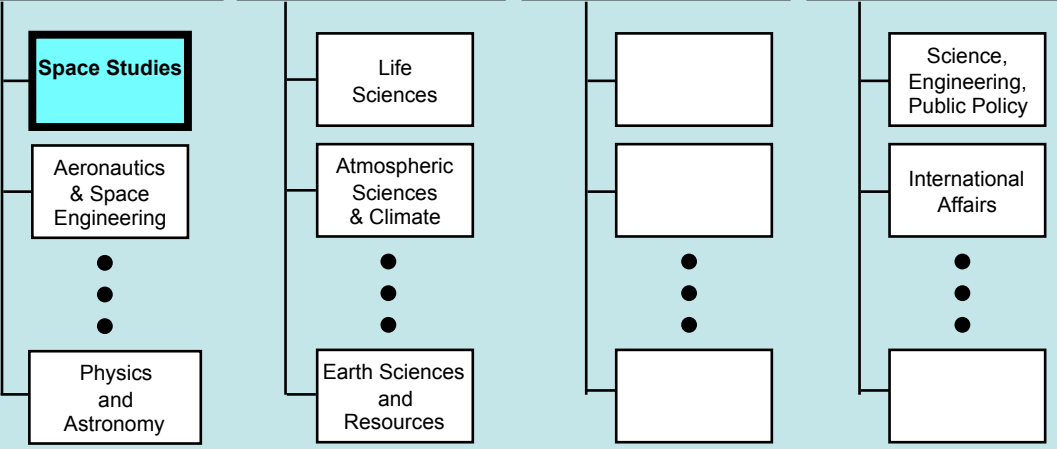 Space Studies
Aeronautics
& Space
Engineering
Physics
and
Astronomy
Life
Sciences
Atmospheric
Sciences
& Climate
Earth Sciences
and
Resources
Science,
Engineering,
Public Policy
International
Affairs